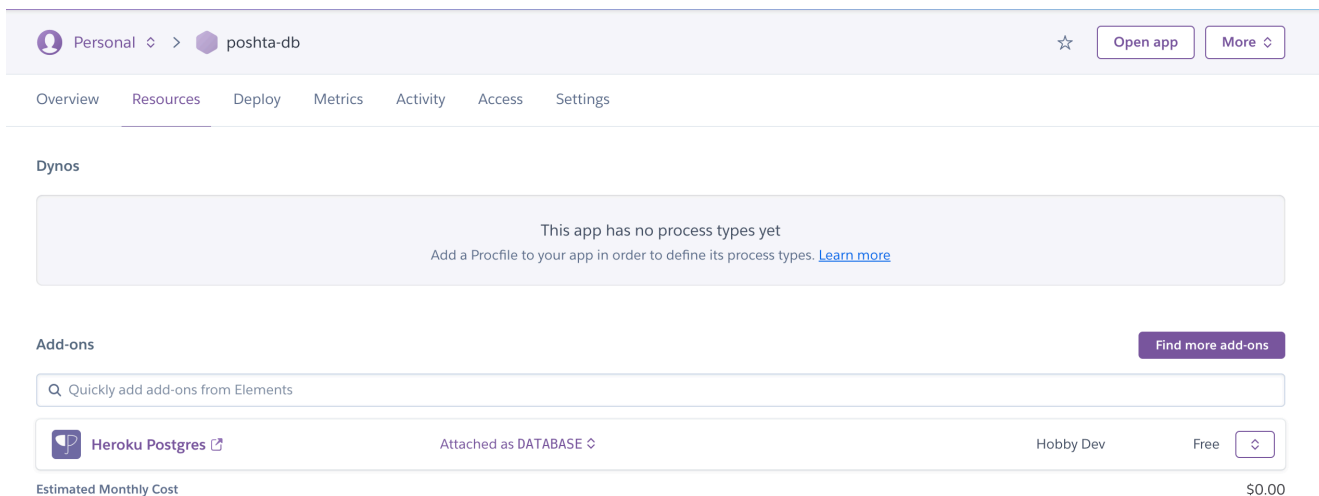 Personal > poshta-db Open app More
Overview Resources Deploy Metrics Activity Access Settings
Dynos
This app has no process types yet
Add a Procfile to your app in order to define its process types. Learn more
Add-ons Find more add-ons
Quickly add add-ons from Elements
Heroku Postgres Attached as DATABASE Hobby Dev Free
Estimated Monthly Cost $0.00